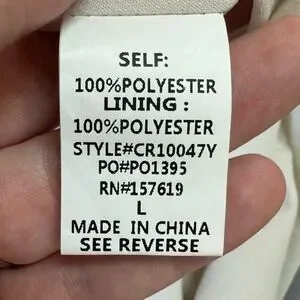 SELF:
100%POLYESTER
LINING :
100%POLYESTER
STYLE#CR10047Y
PO#PO1395
RN#157619
L
MADE IN CHINA
SEE REVERSE